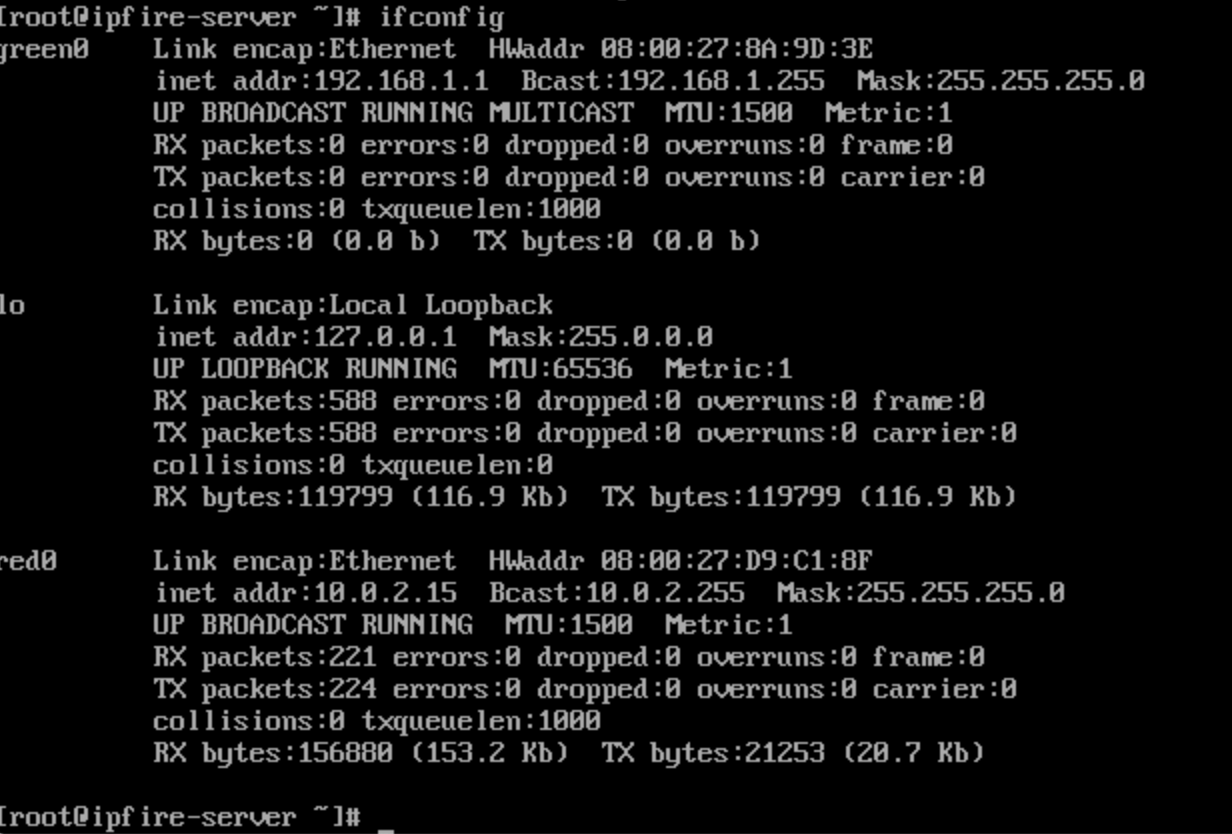 [root@ipfire-server ~]# ifconfig
green0 Link encap:Ethernet HWaddr 08:00:27:8A:9D:3E
inet addr:192.168.1.1 Bcast:192.168.1.255 Mask:255.255.255.0
UP BROADCAST RUNNING MULTICAST MTU:1500 Metric:1
RX packets:0 errors:0 dropped:0 overruns:0 frame:0
TX packets:0 errors:0 dropped:0 overruns:0 carrier:0
collisions:0 txqueuelen:1000
RX bytes:0 (0.0 b) TX bytes:0 (0.0 b)
lo Link encap:Local Loopback
inet addr:127.0.0.1 Mask:255.0.0.0
UP LOOPBACK RUNNING MTU:65536 Metric:1
RX packets:588 errors:0 dropped:0 overruns:0 frame:0
TX packets:588 errors:0 dropped:0 overruns:0 carrier:0
collisions:0 txqueuelen:0
RX bytes:119799 (116.9 Kb) TX bytes:119799 (116.9 Kb)
red0 Link encap:Ethernet HWaddr 08:00:27:D9:C1:8F
inet addr:10.0.2.15 Bcast:10.0.2.255 Mask:255.255.255.0
UP BROADCAST RUNNING MTU:1500 Metric:1
RX packets:221 errors:0 dropped:0 overruns:0 frame:0
TX packets:224 errors:0 dropped:0 overruns:0 carrier:0
collisions:0 txqueuelen:1000
RX bytes:156880 (153.2 Kb) TX bytes:21253 (20.7 Kb)
[root@ipfire-server ~]# _